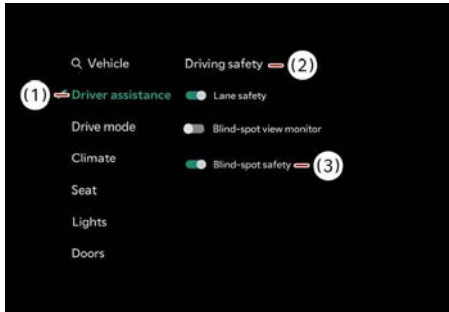 Vehicle
Driving safety
(2)
(1)
Driver assistance
Lane safety
Drive mode
Blind-spot view monitor
Climate
Blind-spot safety
(3)
Seat
Lights
Doors